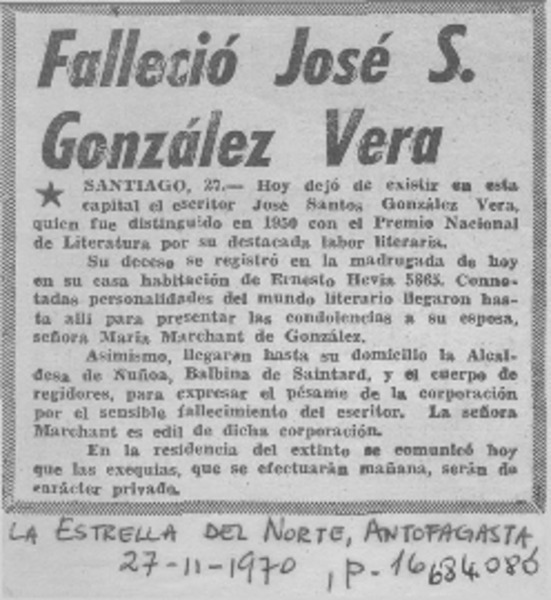 Falleció José S.
González Vera
★ SANTIAGO, 27.— Hoy dejó de existir en esta
capital el escritor José Santos González Vera,
quien fue distinguido en 1950 con el Premio Nacional
de Literatura por su destacada labor literaria.
Su deceso se registró en la madrugada de hoy
en su casa habitación de Ernesto Hevia 5865. Conno-
tadas personalidades del mundo literario llegaron has-
ta allí para presentar las condolencias a su esposa,
señora María Marchant de González.
Asimismo, llegaron hasta su domicilio la Alcal-
desa de Ñuñoa, Balbina de Saintard, y el cuerpo de
regidores, para expresar el pésame de la corporación
por el sensible fallecimiento del escritor. La señora
Marchant es edil de dicha corporación.
En la residencia del extinto se comunicó hoy
que las exequias, que se efectuarán mañana, serán de
carácter privado.
LA ESTRELLA DEL NORTE, ANTOFAGASTA
27-11-1970, p. 16 684086